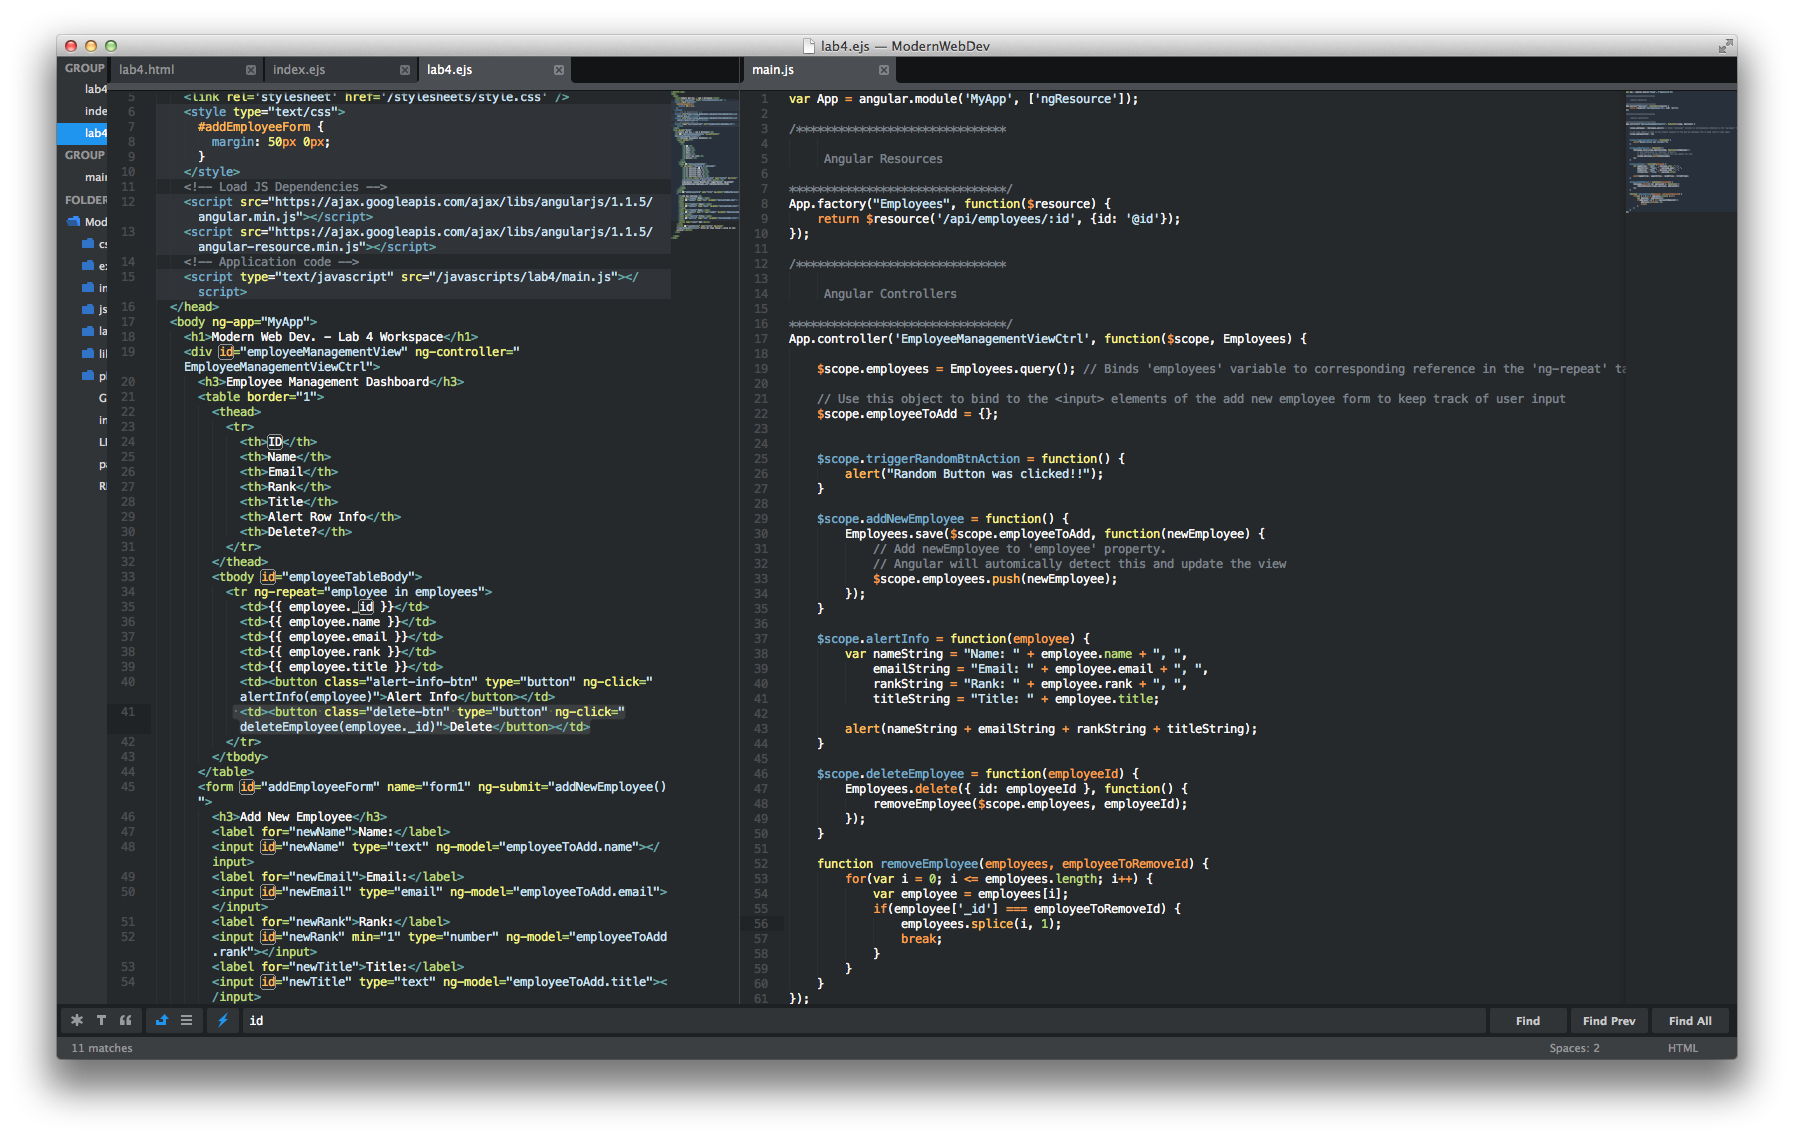 lab4.ejs — ModernWebDev
GROUP
lab4
inde
lab4
GROUP
main
FOLDER
Mod
cs
ex
in
js
la
lil
pl
G
in
LI
pa
RI
lab4.html
index.ejs
lab4.ejs
5 <link rel='stylesheet' href='/stylesheets/style.css' />
6 <style type="text/css">
7 #addEmployeeForm {
8 margin: 50px 0px;
9 }
10 </style>
11 <!-- Load JS Dependencies -->
12 <script src="https://ajax.googleapis.com/ajax/libs/angularjs/1.1.5/
angular.min.js"></script>
13 <script src="https://ajax.googleapis.com/ajax/libs/angularjs/1.1.5/
angular-resource.min.js"></script>
14 <!-- Application code -->
15 <script type="text/javascript" src="/javascripts/lab4/main.js"></
script>
16 </head>
17 <body ng-app="MyApp">
18 <h1>Modern Web Dev. - Lab 4 Workspace</h1>
19 <div id="employeeManagementView" ng-controller="
EmployeeManagementViewCtrl">
20 <h3>Employee Management Dashboard</h3>
21 <table border="1">
22 <thead>
23 <tr>
24 <th>ID</th>
25 <th>Name</th>
26 <th>Email</th>
27 <th>Rank</th>
28 <th>Title</th>
29 <th>Alert Row Info</th>
30 <th>Delete?</th>
31 </tr>
32 </thead>
33 <tbody id="employeeTableBody">
34 <tr ng-repeat="employee in employees">
35 <td>{{ employee._id }}</td>
36 <td>{{ employee.name }}</td>
37 <td>{{ employee.email }}</td>
38 <td>{{ employee.rank }}</td>
39 <td>{{ employee.title }}</td>
40 <td><button class="alert-info-btn" type="button" ng-click="
alertInfo(employee)">Alert Info</button></td>
41 <td><button class="delete-btn" type="button" ng-click="
deleteEmployee(employee._id)">Delete</button></td>
42 </tr>
43 </tbody>
44 </table>
45 <form id="addEmployeeForm" name="form1" ng-submit="addNewEmployee()
">
46 <h3>Add New Employee</h3>
47 <label for="newName">Name:</label>
48 <input id="newName" type="text" ng-model="employeeToAdd.name"></
input>
49 <label for="newEmail">Email:</label>
50 <input id="newEmail" type="email" ng-model="employeeToAdd.email">
</input>
51 <label for="newRank">Rank:</label>
52 <input id="newRank" min="1" type="number" ng-model="employeeToAdd
.rank"></input>
53 <label for="newTitle">Title:</label>
54 <input id="newTitle" type="text" ng-model="employeeToAdd.title"><
/input>
main.js
1 var App = angular.module('MyApp', ['ngResource']);
2
3 /******************************
4
5 Angular Resources
6
7 *******************************/
8 App.factory("Employees", function($resource) {
9 return $resource('/api/employees/:id', {id: '@id'});
10 });
11
12 /******************************
13
14 Angular Controllers
15
16 *******************************/
17 App.controller('EmployeeManagementViewCtrl', function($scope, Employees) {
18
19 $scope.employees = Employees.query(); // Binds 'employees' variable to corresponding reference in the 'ng-repeat' ta
20
21 // Use this object to bind to the <input> elements of the add new employee form to keep track of user input
22 $scope.employeeToAdd = {};
23
24
25 $scope.triggerRandomBtnAction = function() {
26 alert("Random Button was clicked!!");
27 }
28
29 $scope.addNewEmployee = function() {
30 Employees.save($scope.employeeToAdd, function(newEmployee) {
31 // Add newEmployee to 'employee' property.
32 // Angular will automically detect this and update the view
33 $scope.employees.push(newEmployee);
34 });
35 }
36
37 $scope.alertInfo = function(employee) {
38 var nameString = "Name: " + employee.name + ", ",
39 emailString = "Email: " + employee.email + ", ",
40 rankString = "Rank: " + employee.rank + ", ",
41 titleString = "Title: " + employee.title;
42
43 alert(nameString + emailString + rankString + titleString);
44 }
45
46 $scope.deleteEmployee = function(employeeId) {
47 Employees.delete({ id: employeeId }, function() {
48 removeEmployee($scope.employees, employeeId);
49 });
50 }
51
52 function removeEmployee(employees, employeeToRemoveId) {
53 for(var i = 0; i <= employees.length; i++) {
54 var employee = employees[i];
55 if(employee['_id'] === employeeToRemoveId) {
56 employees.splice(i, 1);
57 break;
58 }
59 }
60 }
61 });
id
Find
Find Prev
Find All
11 matches
Spaces: 2
HTML